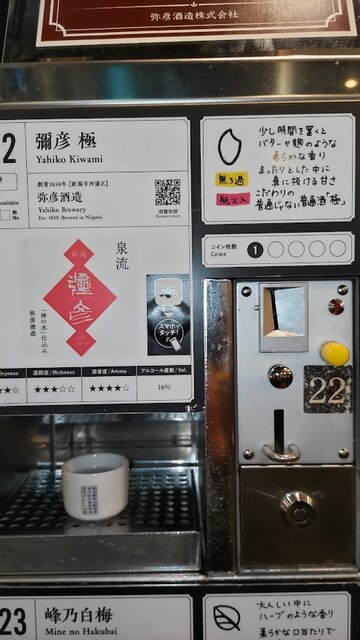 弥彦酒造株式会社
2
彌彦 極
Yahiko Kiwami
創業1838年【新潟市西蒲区】
弥彦酒造
Yahiko Brewery
Est. 1838 (Brewed in Niigata)
酒蔵物語
Brewery story
泉流
彌彦
「神の水」仕込み
弥彦酒造
スマホで
タッチ!
Dryness
濃醇度/Richness
芳香度/Aroma
アルコール度数/Vol.
★★☆
★★★☆☆
★★★★☆
16%
少し時間を置くと
バターや麹のような
柔らかな香り
まったりとした中に
鼻に抜ける甘さ
こだわりの
普通じゃない普通酒「極」
無ろ過
瓶火入
コイン枚数
Coins
1
22
23
峰乃白梅
Mine no Hakubai
大人しい中に
ハーブのような香り
柔らかな口当たりで